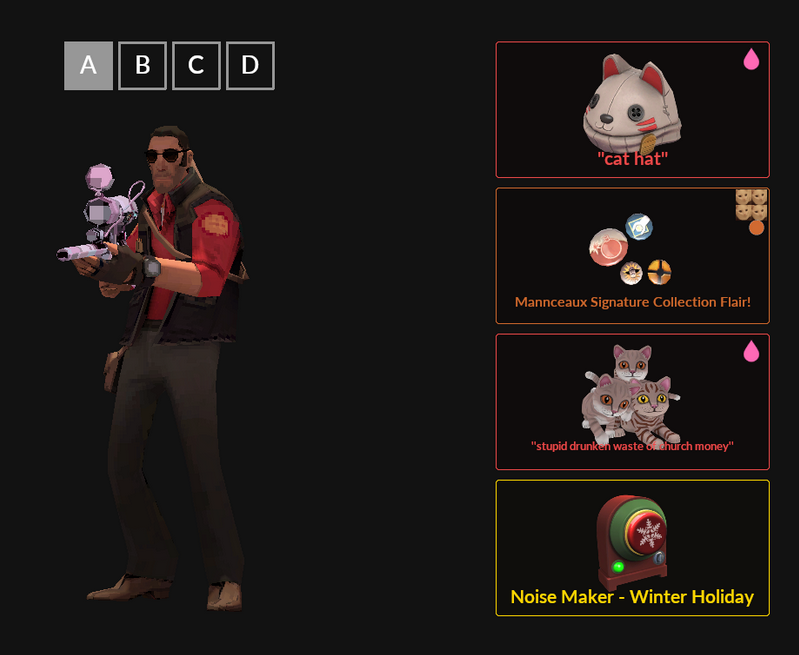 A B C D
"cat hat"
Mannceaux Signature Collection Flair!
"stupid drunken waste of church money"
Noise Maker - Winter Holiday